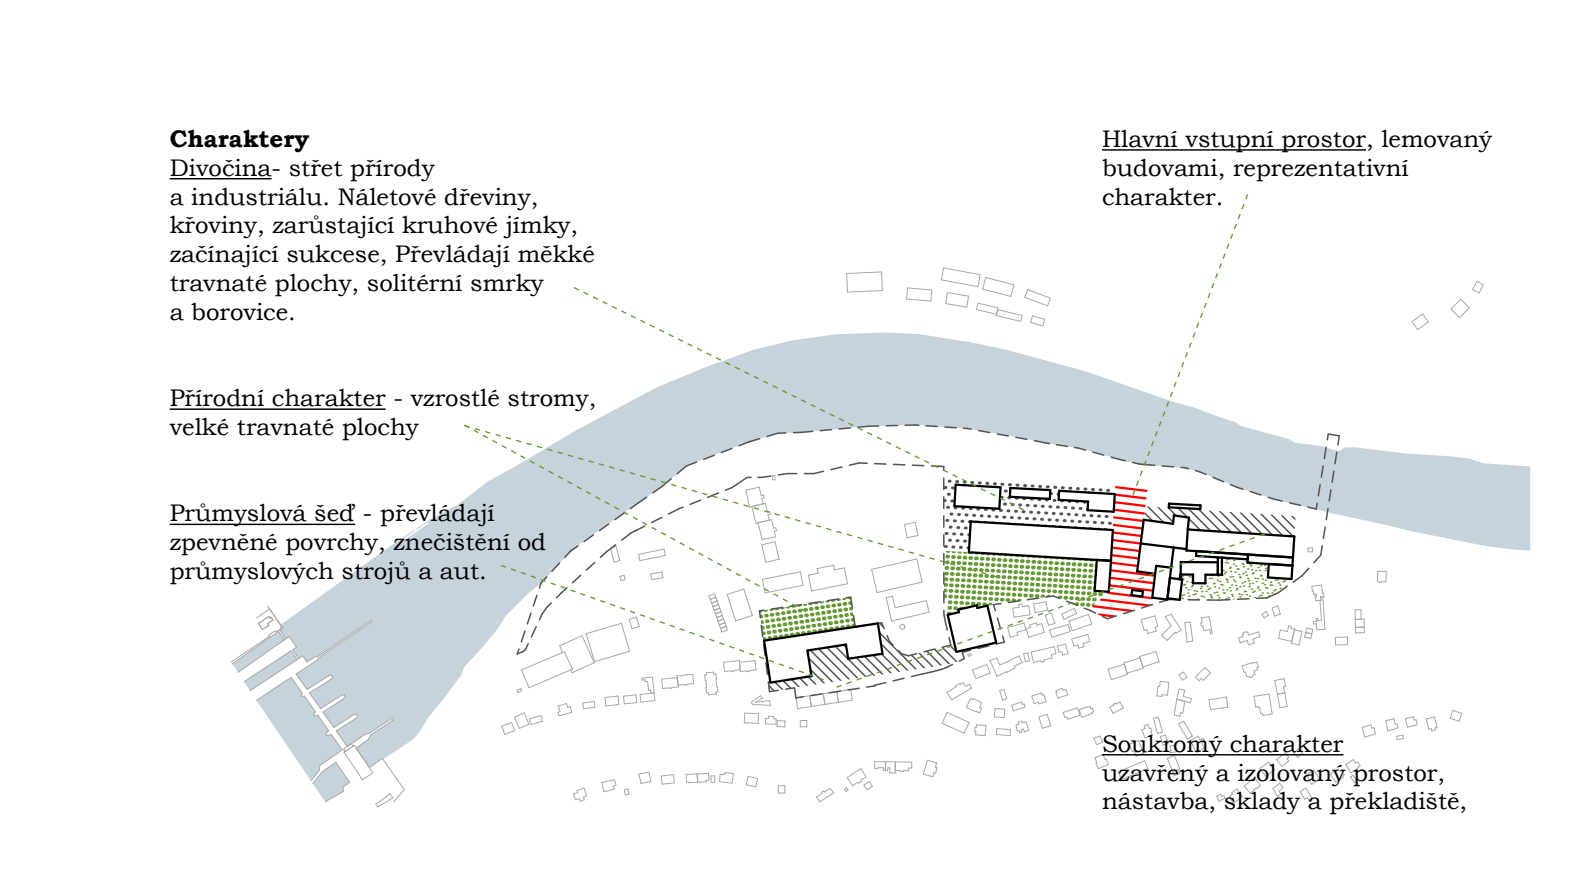 Charaktery
Divočina- střet přírody
a industriálu. Náletové dřeviny,
křoviny, zarůstající kruhové jímky,
začínající sukcese, Převládají měkké
travnaté plochy, solitérní smrky
a borovice.
Přírodní charakter - vzrostlé stromy,
velké travnaté plochy
Průmyslová šeď - převládají
zpevněné povrchy, znečištění od
průmyslových strojů a aut.
Hlavní vstupní prostor, lemovaný
budovami, reprezentativní
charakter.
Soukromý charakter
uzavřený a izolovaný prostor,
nástavba, sklady a překladiště,